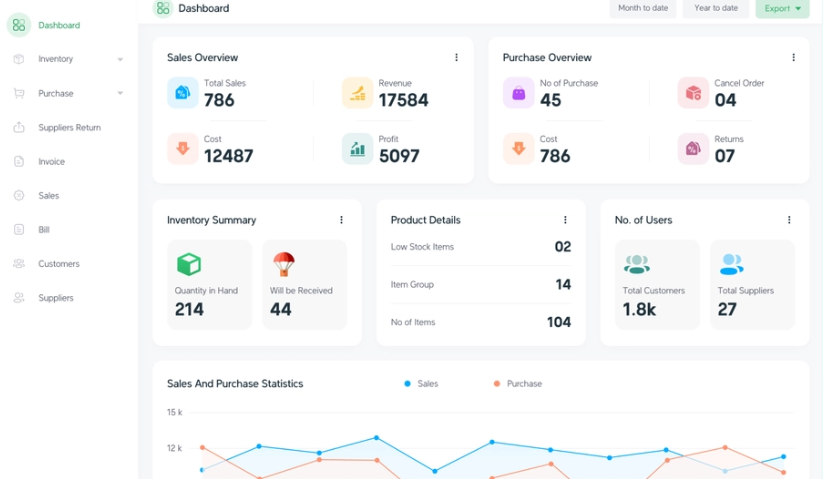 Dashboard
Month to date
Year to date
Export
Dashboard
Inventory
Purchase
Suppliers Return
Invoice
Sales
Bill
Customers
Suppliers
Sales Overview
Total Sales
786
Revenue
17584
Cost
12487
Profit
5097
Purchase Overview
No of Purchase
45
Cancel Order
04
Cost
786
Returns
07
Inventory Summary
Quantity in Hand
214
Will be Received
44
Product Details
Low Stock Items 02
Item Group 14
No of Items 104
No. of Users
Total Customers
1.8k
Total Suppliers
27
Sales And Purchase Statistics
Sales
Purchase
15 k
12 k